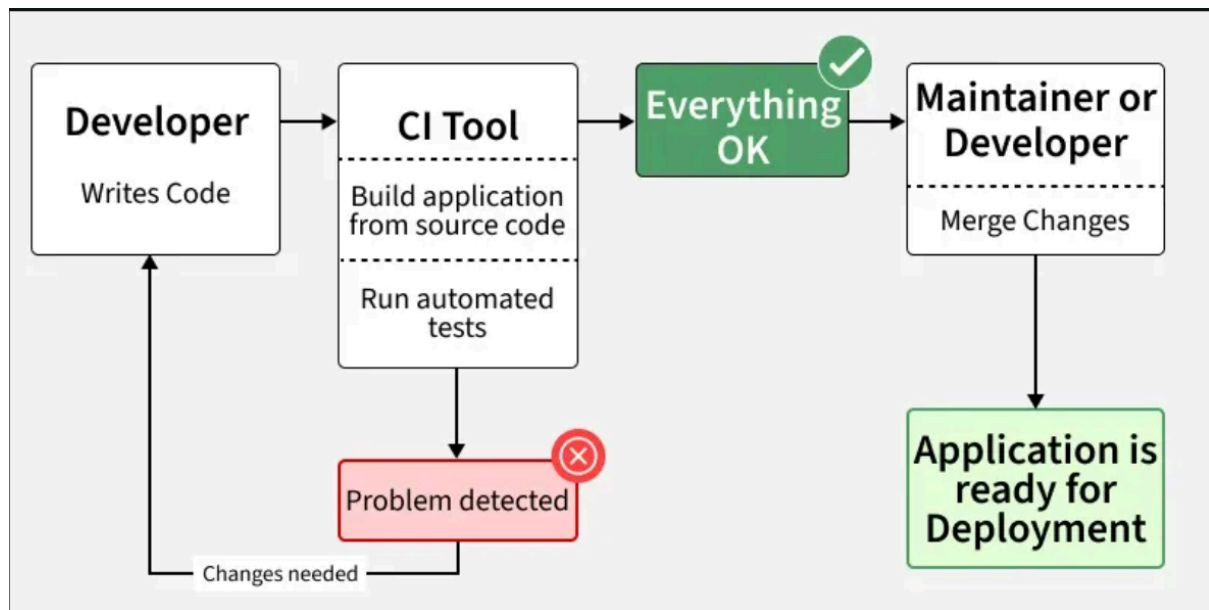 Developer
Writes Code
CI Tool
Build application
from source code
Run automated
tests
Problem detected
Changes needed
Everything
OK
Maintainer or
Developer
Merge Changes
Application is
ready for
Deployment